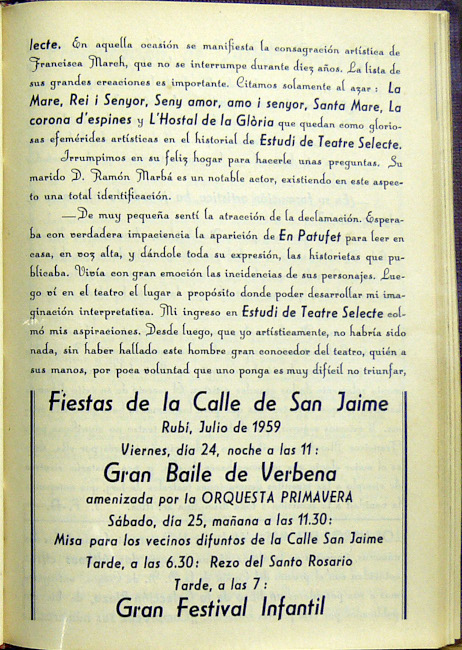 lecte. En aquella ocasión se manifiesta la consagración artística de
Francisca March, que no se interrumpe durante diez años. La lista de
sus grandes creaciones es importante. Citamos solamente al azar: La
Mare, Rei i Senyor, Seny amor, amo i senyor, Santa Mare, La
corona d'espines y L'Hostal de la Glòria que quedan como glorio-
sas efemérides artísticas en el historial de Estudi de Teatre Selecte.
Irrumpimos en su feliz hogar para hacerle unas preguntas. Su
marido D. Ramón Marbá es un notable actor, existiendo en este aspec-
to una total identificación.
—De muy pequeña sentí la atracción de la declamación. Espera-
ba con verdadera impaciencia la aparición de En Patufet para leer en
casa, en voz alta, y dándole toda su expresión, las historietas que pu-
blicaba. Vivía con gran emoción las incidencias de sus personajes. Lue-
go ví en el teatro el lugar a propósito donde poder desarrollar mi ima-
ginación interpretativa. Mi ingreso en Estudi de Teatre Selecte col-
mó mis aspiraciones. Desde luego, que yo artísticamente, no habría sido
nada, sin haber hallado este hombre gran conocedor del teatro, quién a
sus manos, por poca voluntad que uno ponga es muy difícil no triunfar,
Fiestas de la Calle de San Jaime
Rubí, Julio de 1959
Viernes, día 24, noche a las 11:
Gran Baile de Verbena
amenizada por la ORQUESTA PRIMAVERA
Sábado, día 25, mañana a las 11.30:
Misa para los vecinos difuntos de la Calle San Jaime
Tarde, a las 6.30: Rezo del Santo Rosario
Tarde, a las 7:
Gran Festival Infantil